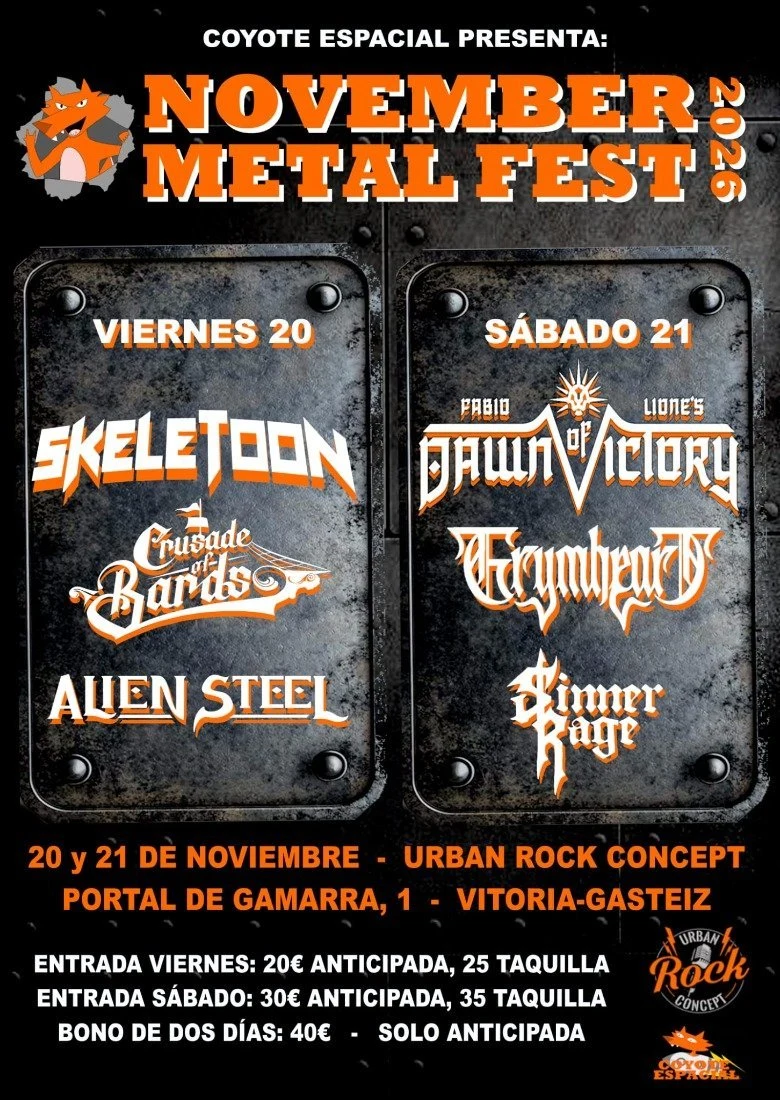 COYOTE ESPACIAL PRESENTA:
NOVEMBER
METAL FEST
2026
VIERNES 20
SKELETOON
Crusade
of
Bards
ALIEN STEEL
SÁBADO 21
FABIO LIONE'S
DAWN OF VICTORY
Grymheart
Sinner
Rage
20 y 21 DE NOVIEMBRE - URBAN ROCK CONCEPT
PORTAL DE GAMARRA, 1 - VITORIA-GASTEIZ
ENTRADA VIERNES: 20€ ANTICIPADA, 25 TAQUILLA
ENTRADA SÁBADO: 30€ ANTICIPADA, 35 TAQUILLA
BONO DE DOS DÍAS: 40€ - SOLO ANTICIPADA
URBAN
Rock
CONCEPT
COYOTE
ESPACIAL